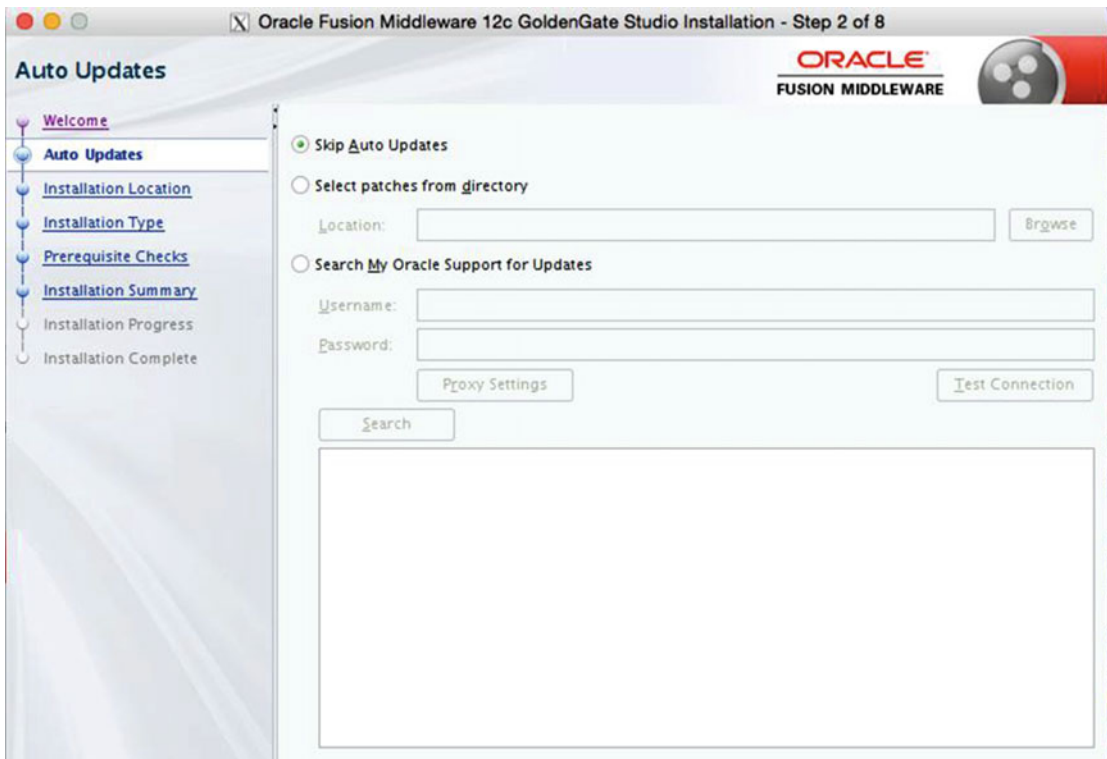 Oracle Fusion Middleware 12c GoldenGate Studio Installation - Step 2 of 8
Auto Updates
ORACLE
FUSION MIDDLEWARE
Welcome
Auto Updates
Installation Location
Installation Type
Prerequisite Checks
Installation Summary
Installation Progress
Installation Complete
Skip Auto Updates
Select patches from directory
Location:
Browse
Search My Oracle Support for Updates
Username:
Password:
Proxy Settings
Test Connection
Search